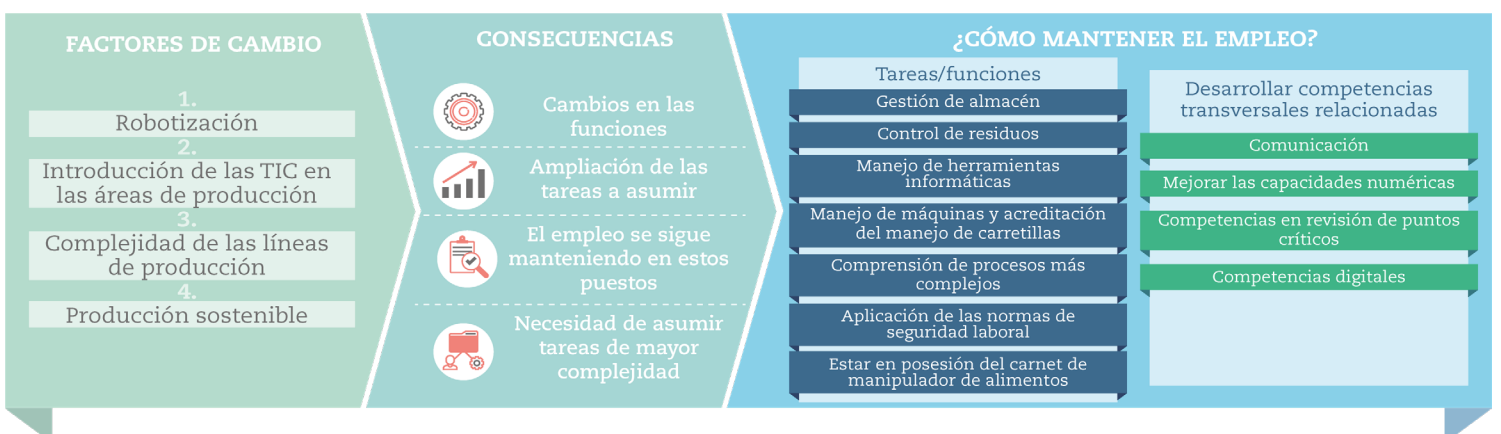 FACTORES DE CAMBIO
1.
Robotización
2.
Introducción de las TIC en
las áreas de producción
3.
Complejidad de las líneas
de producción
4.
Producción sostenible
CONSECUENCIAS
Cambios en las
funciones
Ampliación de las
tareas a asumir
El empleo se sigue
manteniendo en estos
puestos
Necesidad de asumir
tareas de mayor
complejidad
¿CÓMO MANTENER EL EMPLEO?
Tareas/funciones
Gestión de almacén
Control de residuos
Manejo de herramientas
informáticas
Manejo de máquinas y acreditación
del manejo de carretillas
Comprensión de procesos más
complejos
Aplicación de las normas de
seguridad laboral
Estar en posesión del carnet de
manipulador de alimentos
Desarrollar competencias
transversales relacionadas
Comunicación
Mejorar las capacidades numéricas
Competencias en revisión de puntos
críticos
Competencias digitales